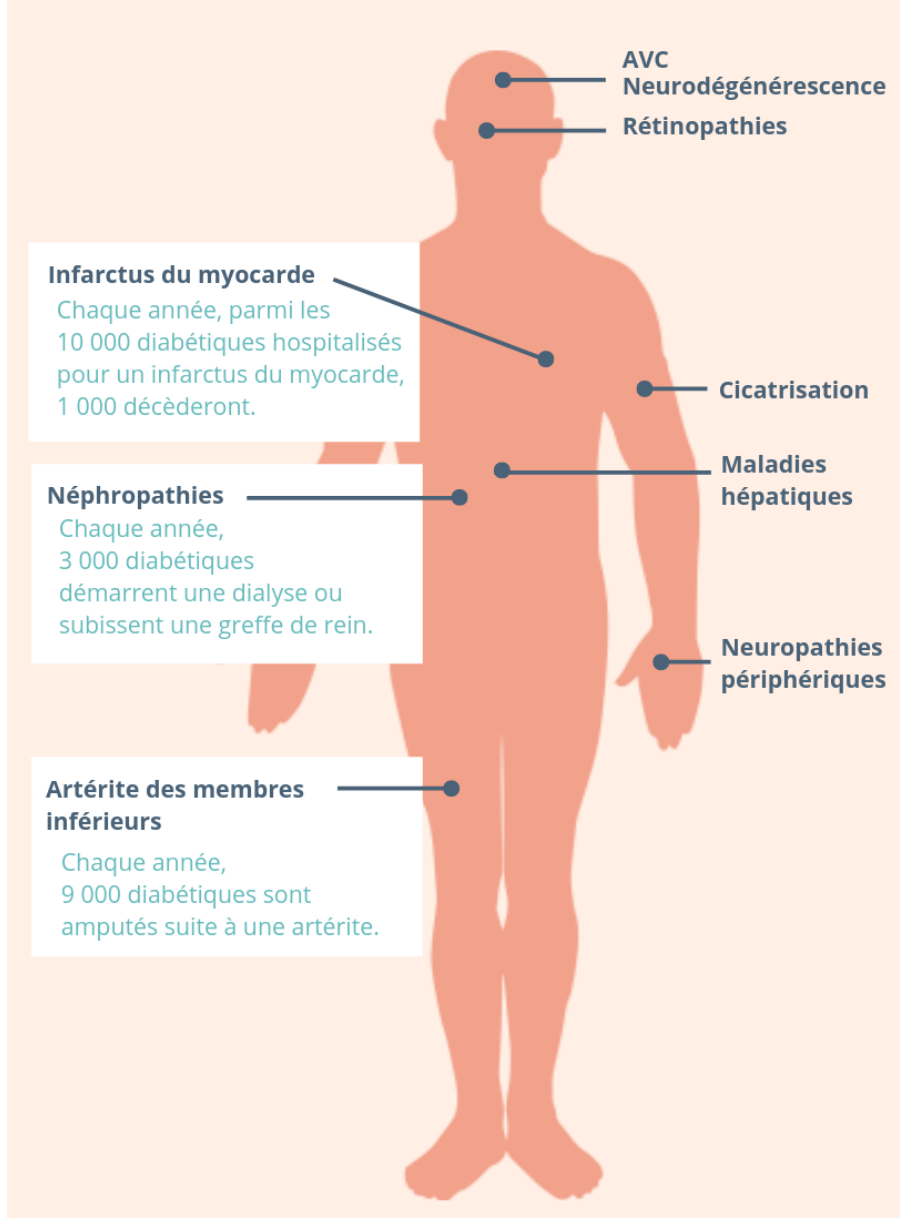 AVC
Neurodégénérescence
Rétinopathies
Infarctus du myocarde
Chaque année, parmi les
10 000 diabétiques hospitalisés
pour un infarctus du myocarde,
1 000 décèderont.
Cicatrisation
Maladies
hépatiques
Néphropathies
Chaque année,
3 000 diabétiques
démarrent une dialyse ou
subissent une greffe de rein.
Neuropathies
périphériques
Artérite des membres
inférieurs
Chaque année,
9 000 diabétiques sont
amputés suite à une artérite.